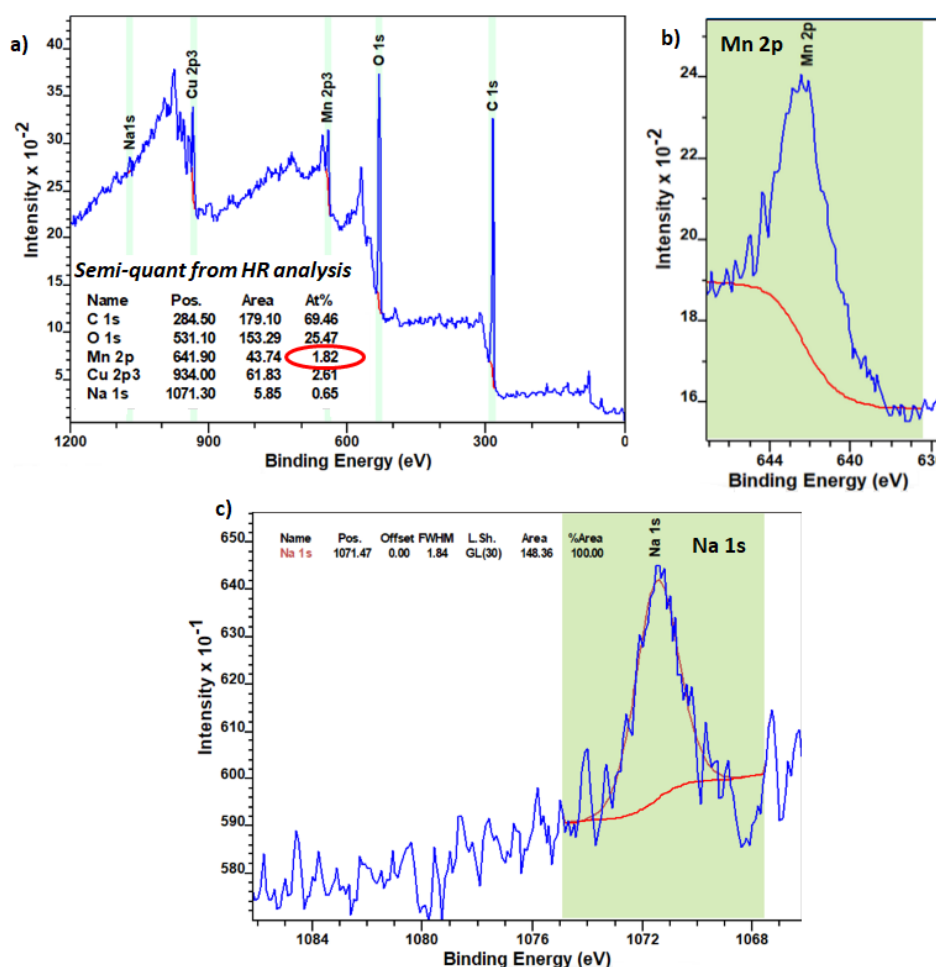 a)
Intensity x 10⁻²
40
35
30
25
20
15
10
5
Na1s
Cu 2p3
Mn 2p3
O 1s
C 1s
Semi-quant from HR analysis
Name Pos. Area At%
C 1s 284.50 179.10 69.46
O 1s 531.10 153.29 25.47
Mn 2p 641.90 43.74 1.82
Cu 2p3 934.00 61.83 2.61
Na 1s 1071.30 5.85 0.65
1200 900 600 300 0
Binding Energy (eV)
b)
Mn 2p
Mn 2p
Intensity x 10⁻²
24
22
20
18
16
644 640 63
Binding Energy (eV)
c)
Name Pos. Offset FWHM L. Sh. Area %Area
Na 1s 1071.47 0.00 1.84 GL(30) 148.36 100.00
Na 1s
Na 1s
Intensity x 10⁻¹
650
640
630
620
610
600
590
580
570
1084 1080 1076 1072 1068
Binding Energy (eV)